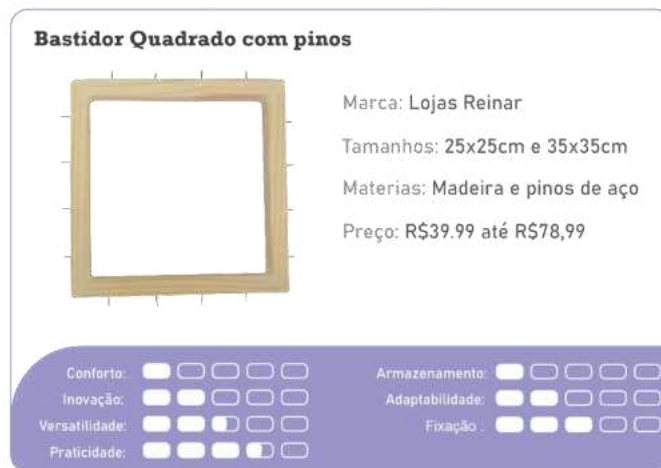 Bastidor Quadrado com pinos
Marca: Lojas Reinar
Tamanhos: 25x25cm e 35x35cm
Materias: Madeira e pinos de aço
Preço: R$39.99 até R$78,99
Conforto:
Inovação:
Versatilidade:
Praticidade:
Armazenamento:
Adaptabilidade:
Fixação :